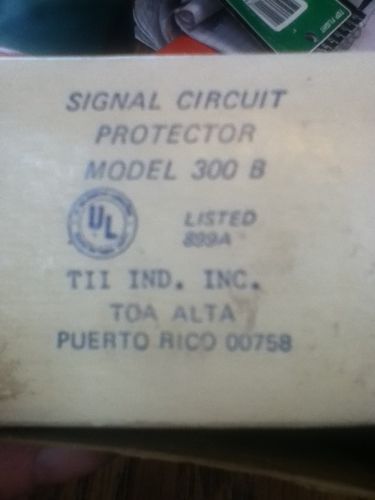 SIGNAL CIRCUIT
PROTECTOR
MODEL 300 B
UL
LISTED
899A
TII IND. INC.
TOA ALTA
PUERTO RICO 00758